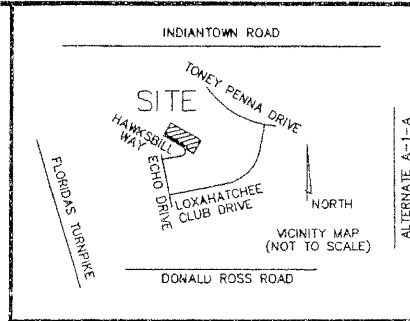 INDIANTOWN ROAD
TONEY PENNA DRIVE
SITE
HAWKSBILL
WAY
ECHO DRIVE
FLORIDAS TURNPIKE
LOXAHATCHEE
CLUB DRIVE
NORTH
ALTERNATE A-1-A
VICINITY MAP
(NOT TO SCALE)
DONALD ROSS ROAD